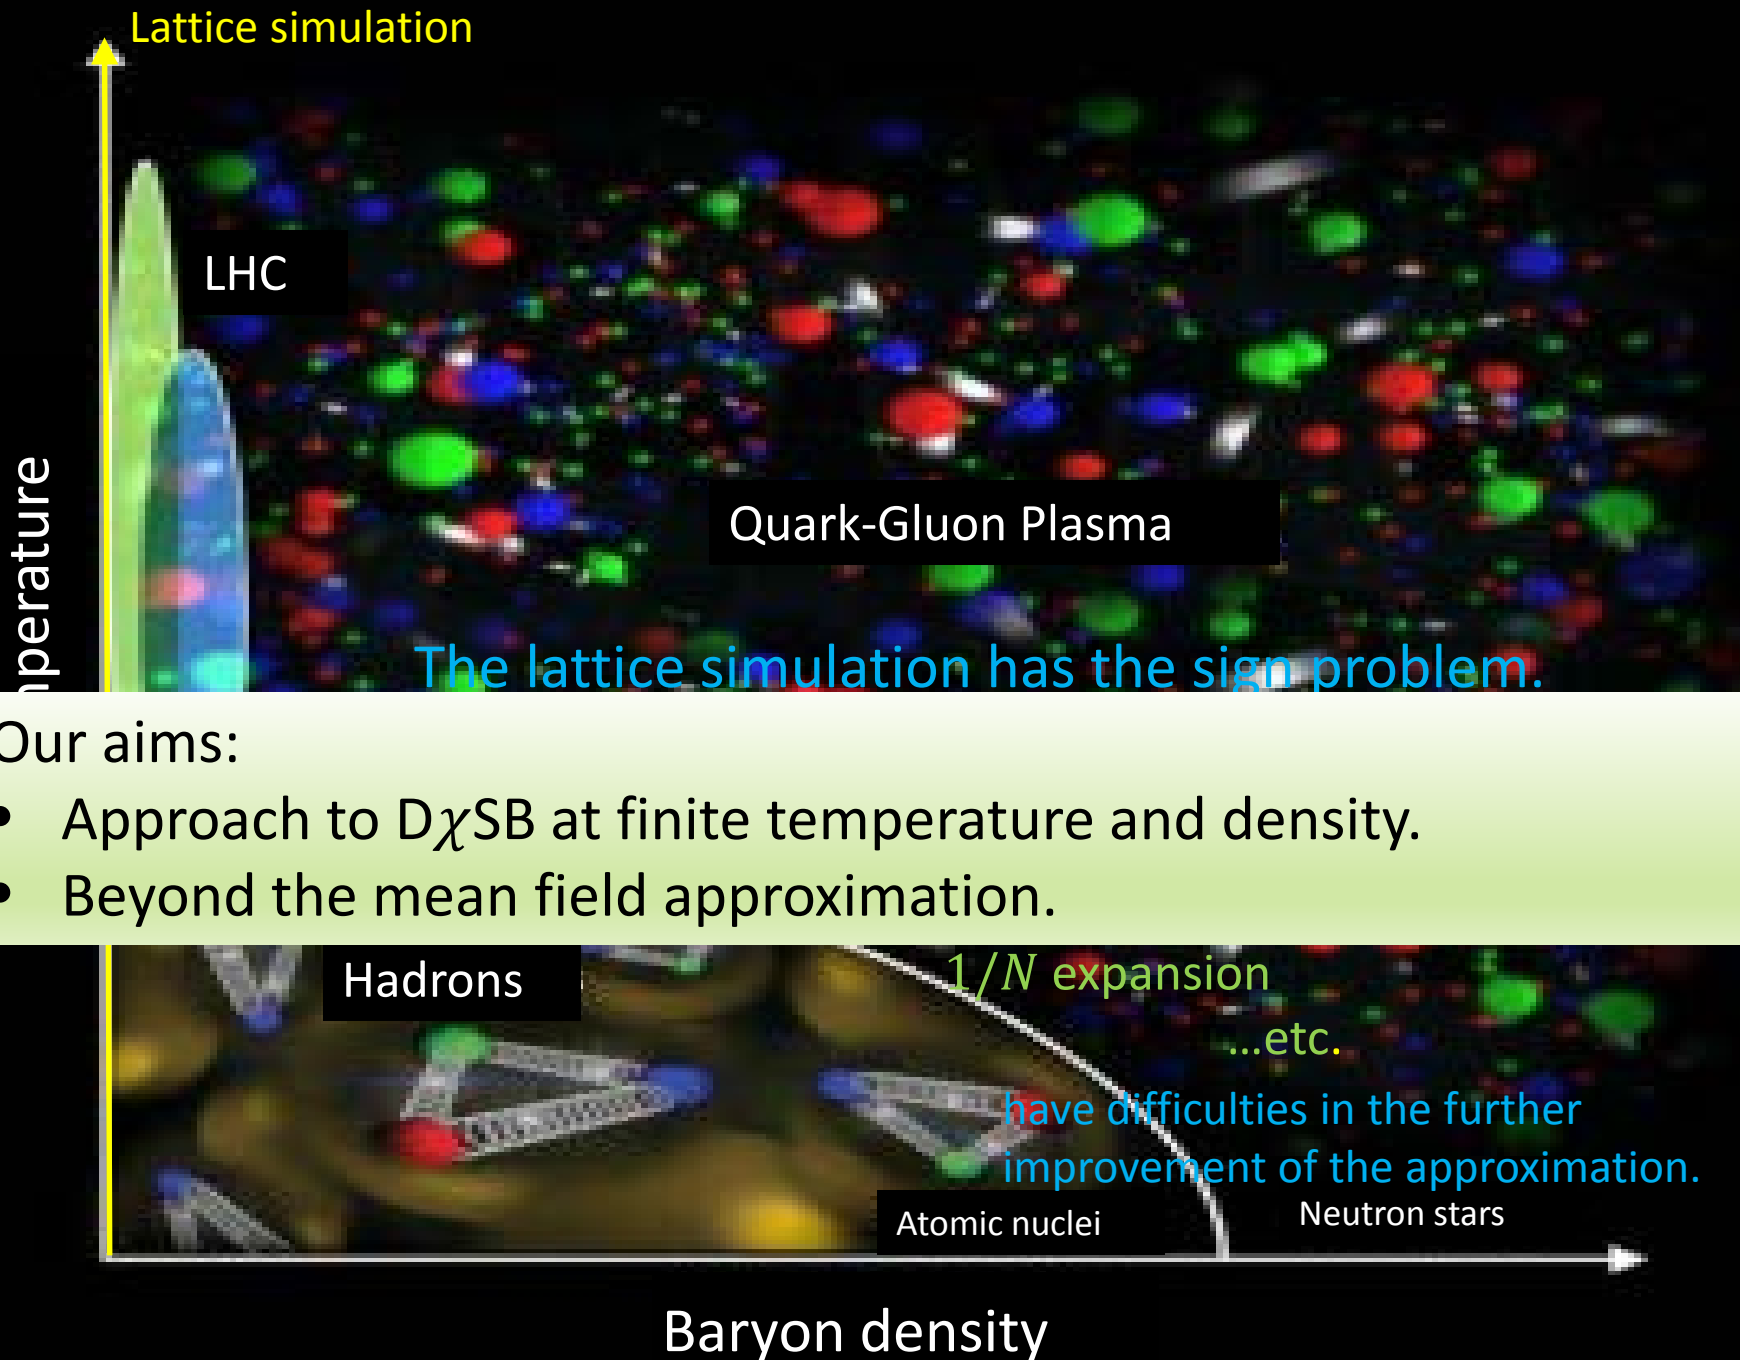 Lattice simulation
LHC
Quark-Gluon Plasma
The lattice simulation has the sign problem.
Our aims:
• Approach to DχSB at finite temperature and density.
• Beyond the mean field approximation.
Hadrons
1/N expansion
...etc.
have difficulties in the further
improvement of the approximation.
Atomic nuclei
Neutron stars
Baryon density